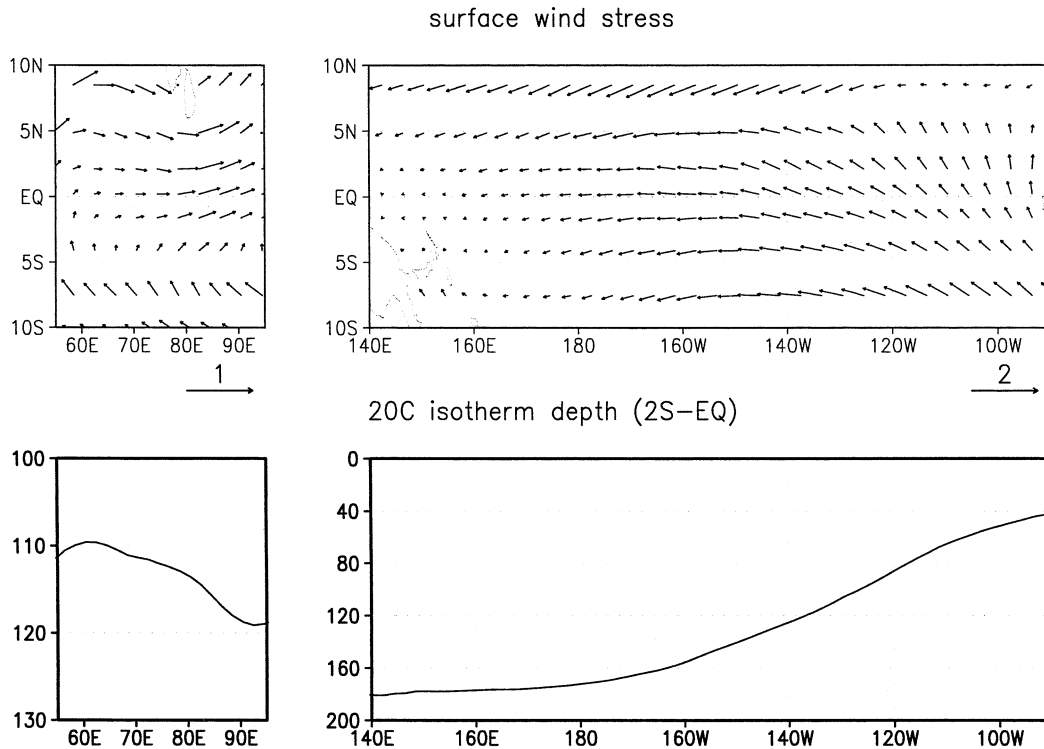 surface wind stress
10N
5N
EQ
5S
10S
60E 70E 80E 90E
1
10N
5N
EQ
5S
10S
140E 160E 180 160W 140W 120W 100W
2
20C isotherm depth (2S-EQ)
100
110
120
130
60E 70E 80E 90E
0
40
80
120
160
200
140E 160E 180 160W 140W 120W 100W